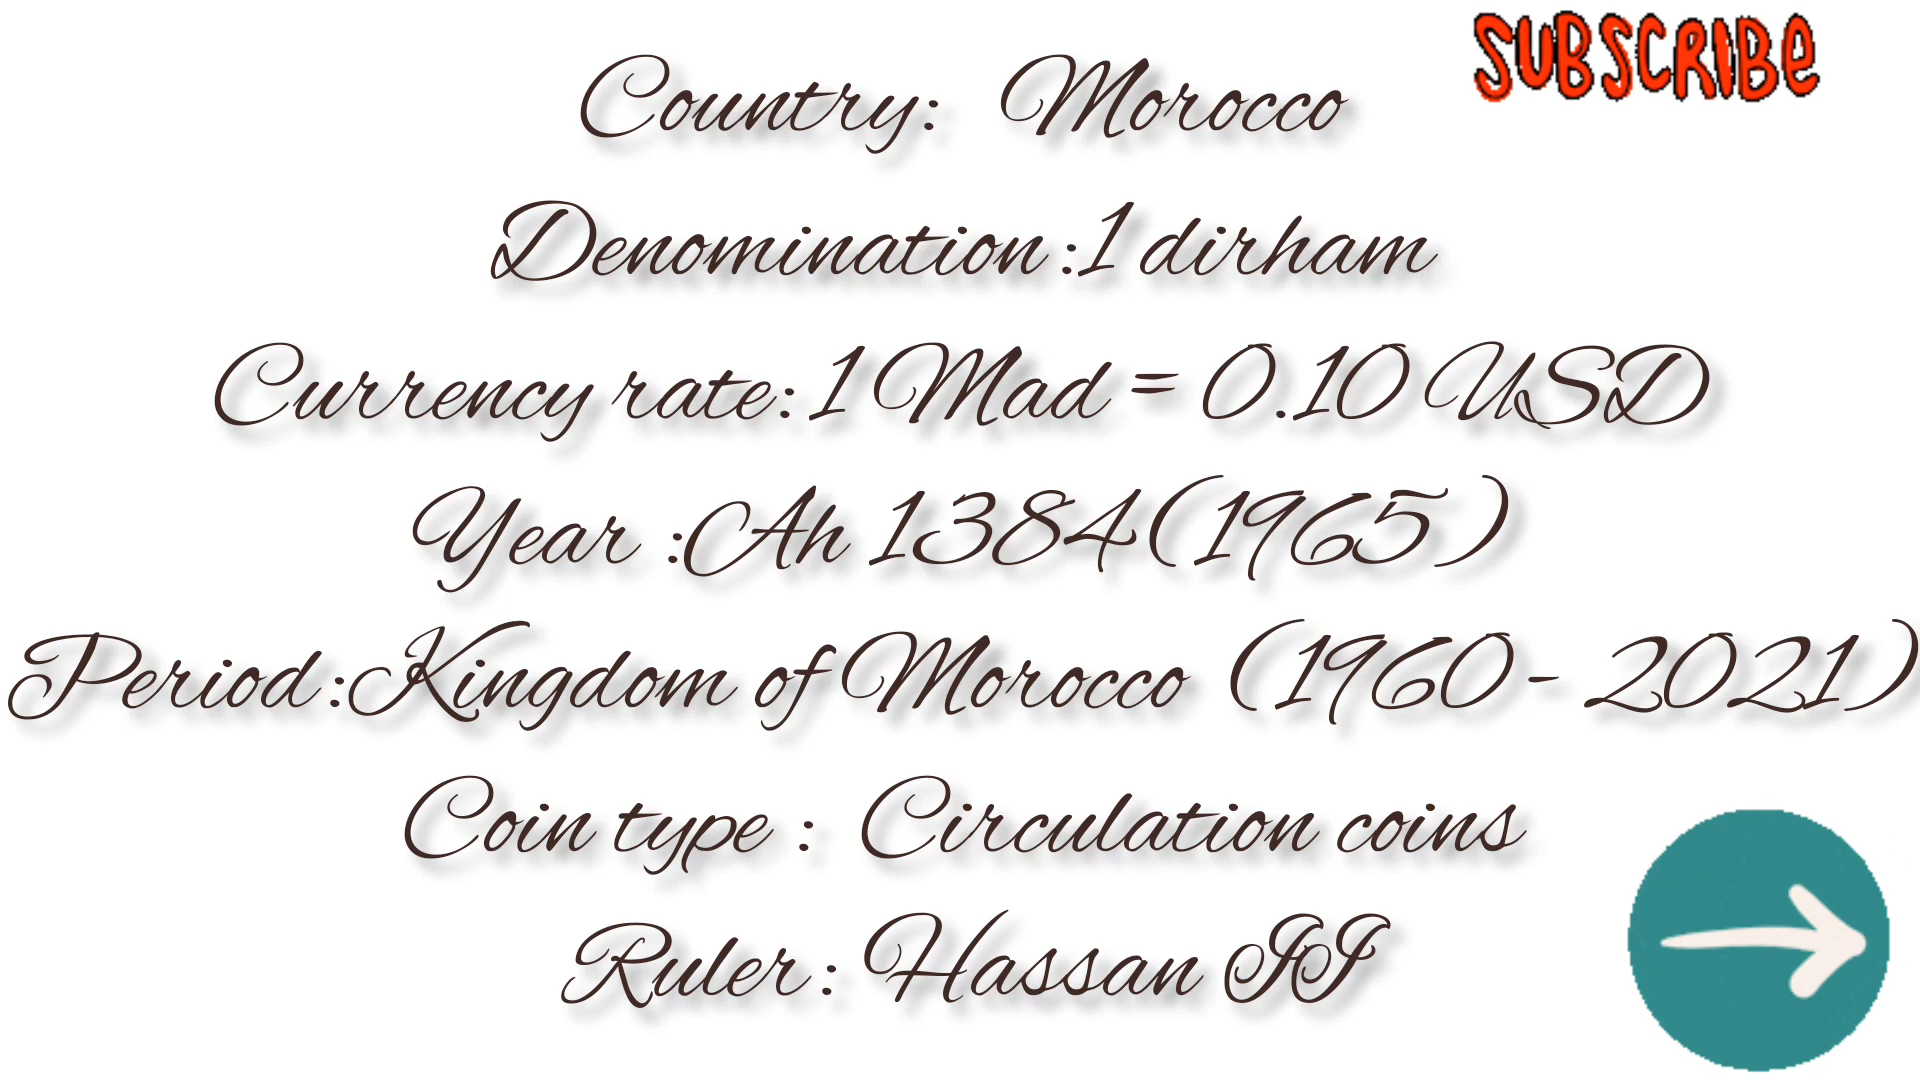 SUBSCRIBE
Country: Morocco
Denomination :1 dirham
Currency rate: 1 Mad = 0.10 USD
Year :Ah 1384(1965)
Period:Kingdom of Morocco (1960- 2021)
Coin type : Circulation coins
Ruler: Hassan II